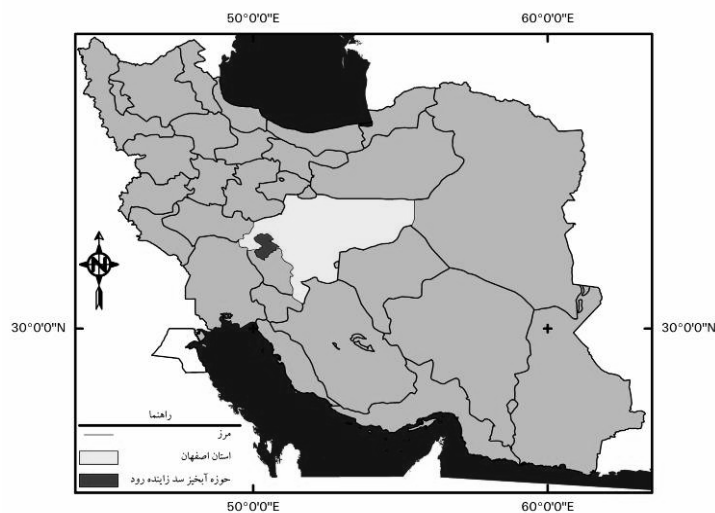 50°0'0"E 60°0'0"E
30°0'0"N 30°0'0"N
N
راهنما
مرز
استان اصفهان
حوزه آبخیز سد زاینده رود
50°0'0"E 60°0'0"E